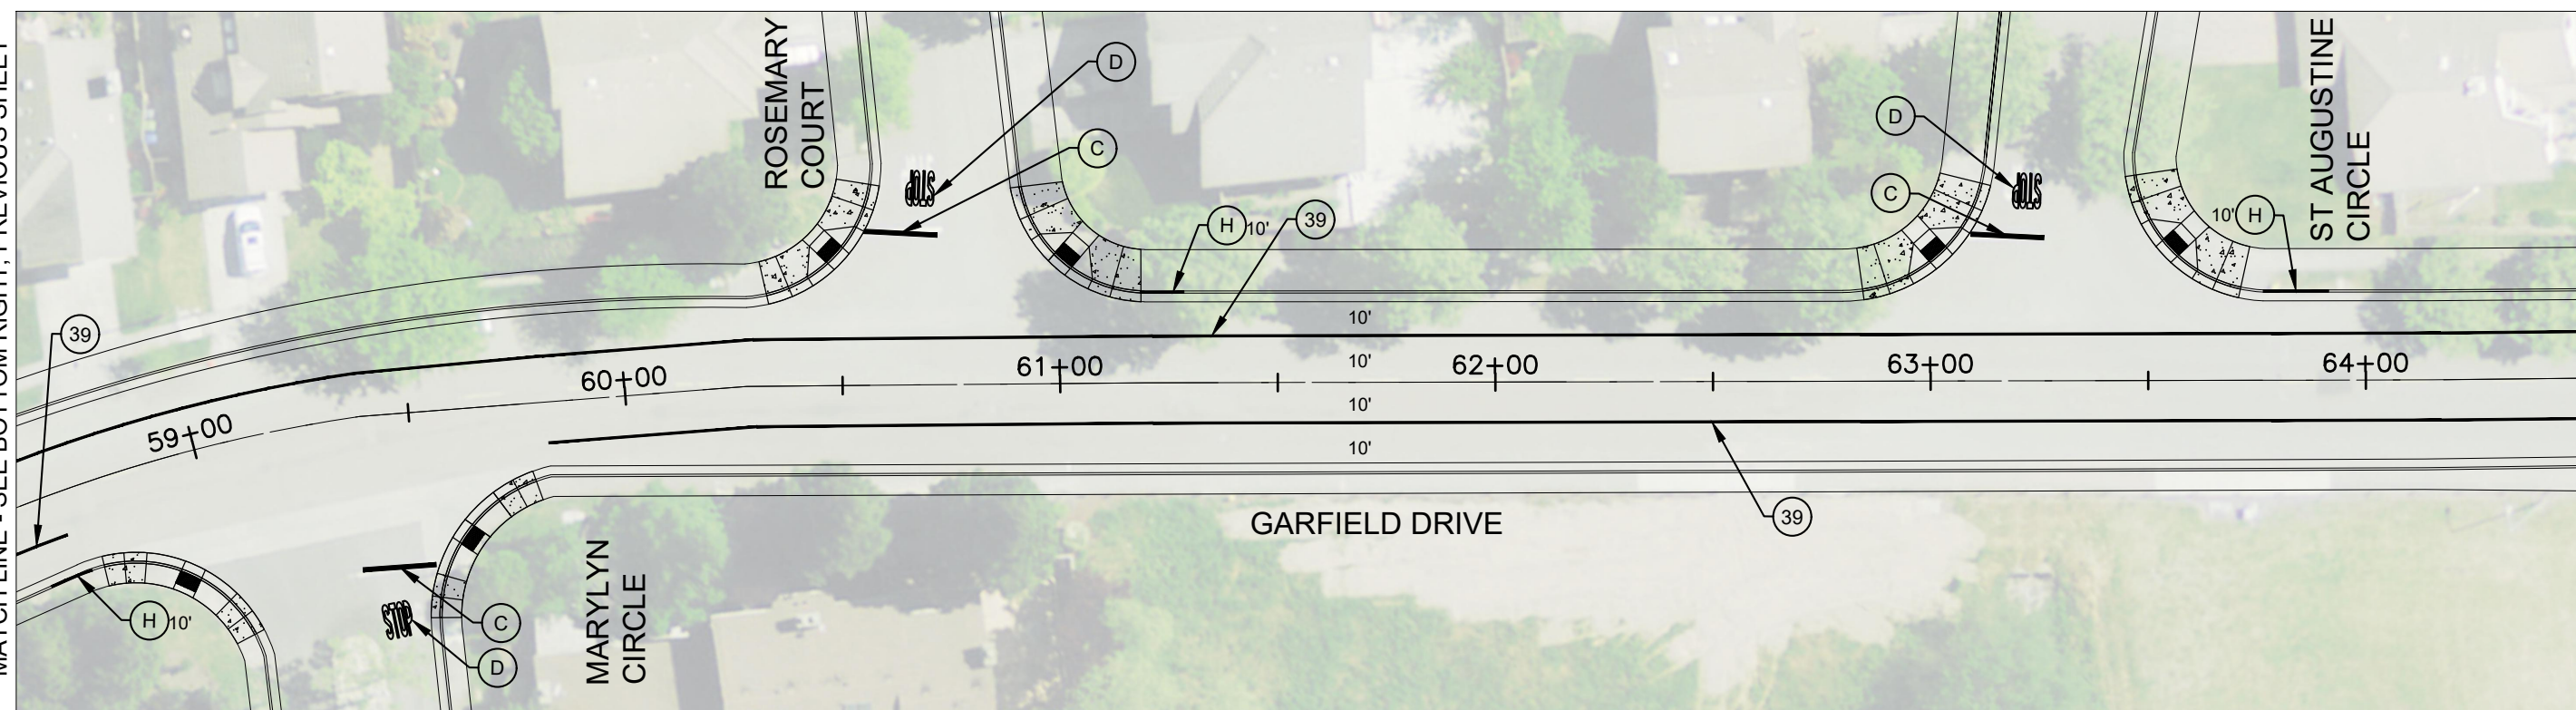 MATCH LINE - SEE BOTTOM RIGHT, PREVIOUS SHEET
ROSEMARY
COURT
D
C
STOP
H 10'
39
D
C
STOP
ST AUGUSTINE
CIRCLE
10' H
39
10'
10'
10'
10'
59+00
60+00
61+00
62+00
63+00
64+00
GARFIELD DRIVE
39
H 10'
STOP
C
D
MARYLYN
CIRCLE